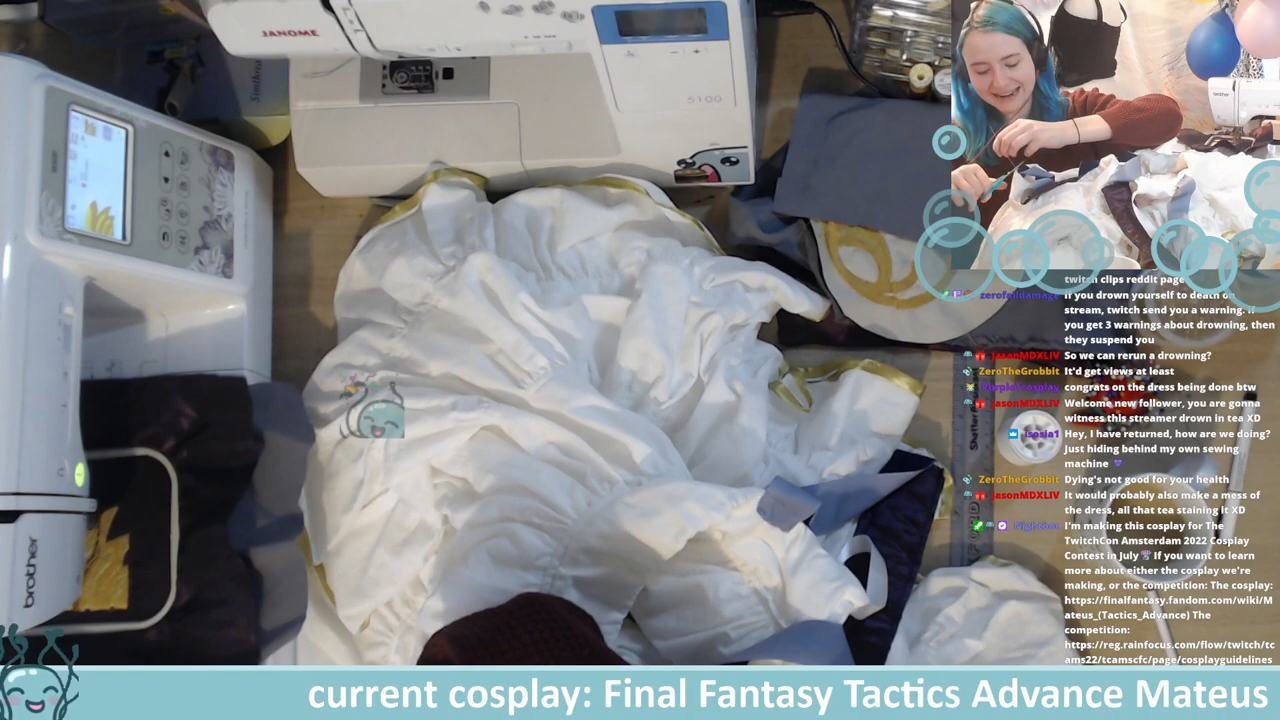 JANOME
5100
brother
brother
twitch clips reddit page
zerofoildamage
If you drown yourself to death on
stream, twitch send you a warning. If
you get 3 warnings about drowning, then
they suspend you
JasonMDXLIV So we can rerun a drowning?
ZeroTheGrobbit It'd get views at least
congrats on the dress being done btw
JasonMDXLIV Welcome new follower, you are gonna
witness this streamer drown in tea XD
isosia1 Hey, I have returned, how are we doing?
Just hiding behind my own sewing
machine
ZeroTheGrobbit Dying's not good for your health
JasonMDXLIV It would probably also make a mess of
the dress, all that tea staining it XD
Nightbot I'm making this cosplay for The
TwitchCon Amsterdam 2022 Cosplay
Contest in July If you want to learn
more about either the cosplay we're
making, or the competition: The cosplay:
https://finalfantasy.fandom.com/wiki/M
ateus_(Tactics_Advance) The
competition:
https://reg.rainfocus.com/flow/twitch/tc
ams22/tcamscfc/page/cosplayguidelines
current cosplay: Final Fantasy Tactics Advance Mateus